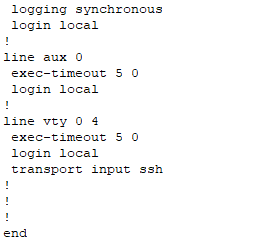 logging synchronous
 login local
!
line aux 0
 exec-timeout 5 0
 login local
!
line vty 0 4
 exec-timeout 5 0
 login local
 transport input ssh
!
!
!
end